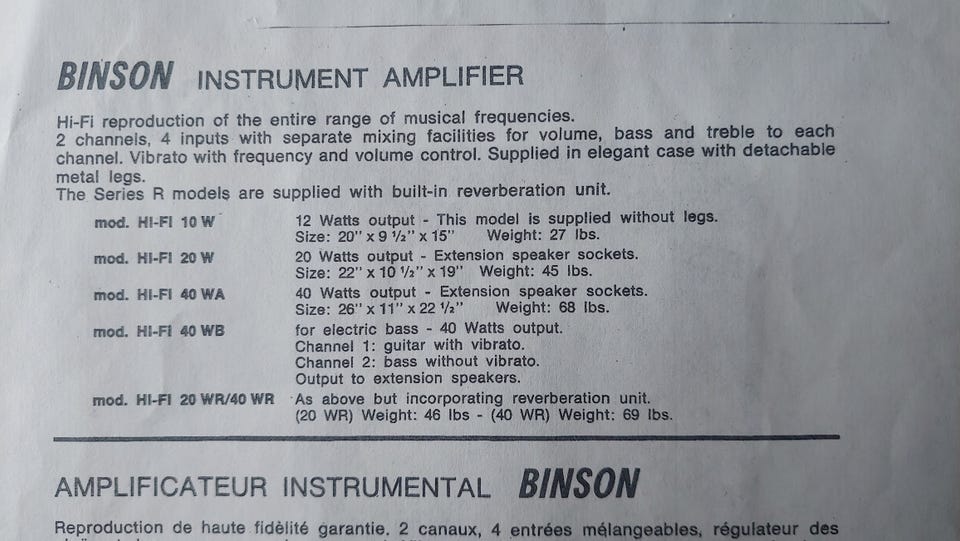 BINSON INSTRUMENT AMPLIFIER
Hi-Fi reproduction of the entire range of musical frequencies.
2 channels, 4 inputs with separate mixing facilities for volume, bass and treble to each
channel. Vibrato with frequency and volume control. Supplied in elegant case with detachable
metal legs.
The Series R models are supplied with built-in reverberation unit.
mod. HI-FI 10 W 12 Watts output - This model is supplied without legs.
Size: 20" x 9 1/2" x 15" Weight: 27 lbs.
mod. HI-FI 20 W 20 Watts output - Extension speaker sockets.
Size: 22" x 10 1/2" x 19" Weight: 45 lbs.
mod. HI-FI 40 WA 40 Watts output - Extension speaker sockets.
Size: 26" x 11" x 22 1/2" Weight: 68 lbs.
mod. HI-FI 40 WB for electric bass - 40 Watts output.
Channel 1: guitar with vibrato.
Channel 2: bass without vibrato.
Output to extension speakers.
mod. HI-FI 20 WR/40 WR As above but incorporating reverberation unit.
(20 WR) Weight: 46 lbs - (40 WR) Weight: 69 lbs.
AMPLIFICATEUR INSTRUMENTAL BINSON
Reproduction de haute fidèlité garantie. 2 canaux, 4 entrées mélangeables, régulateur des